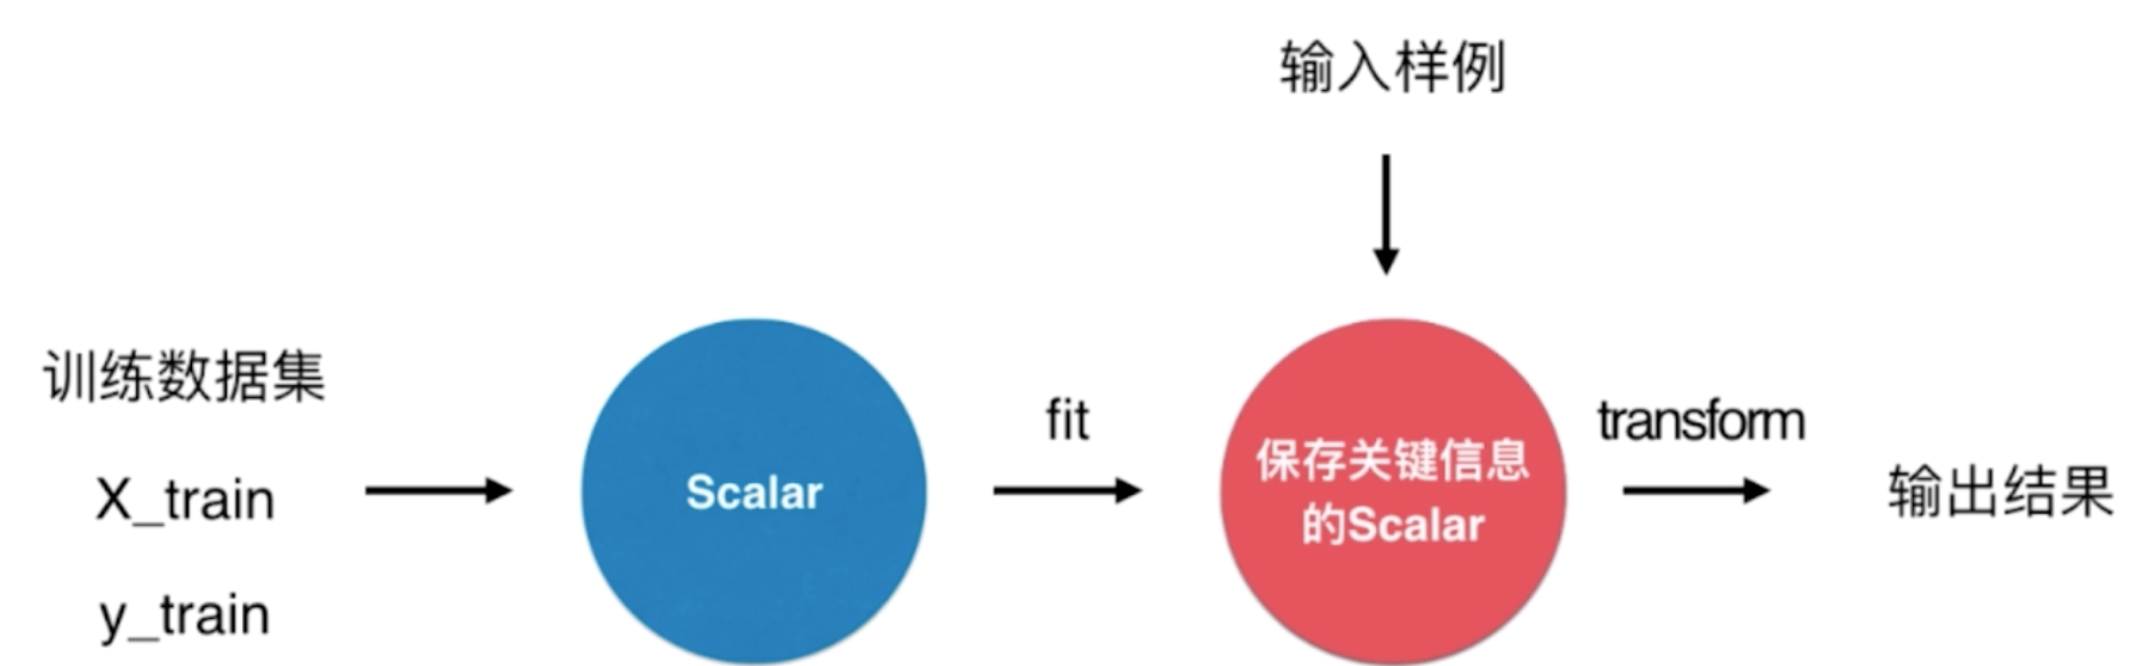 输入样例
训练数据集
X_train
y_train
Scalar
fit
保存关键信息
的Scalar
transform
输出结果